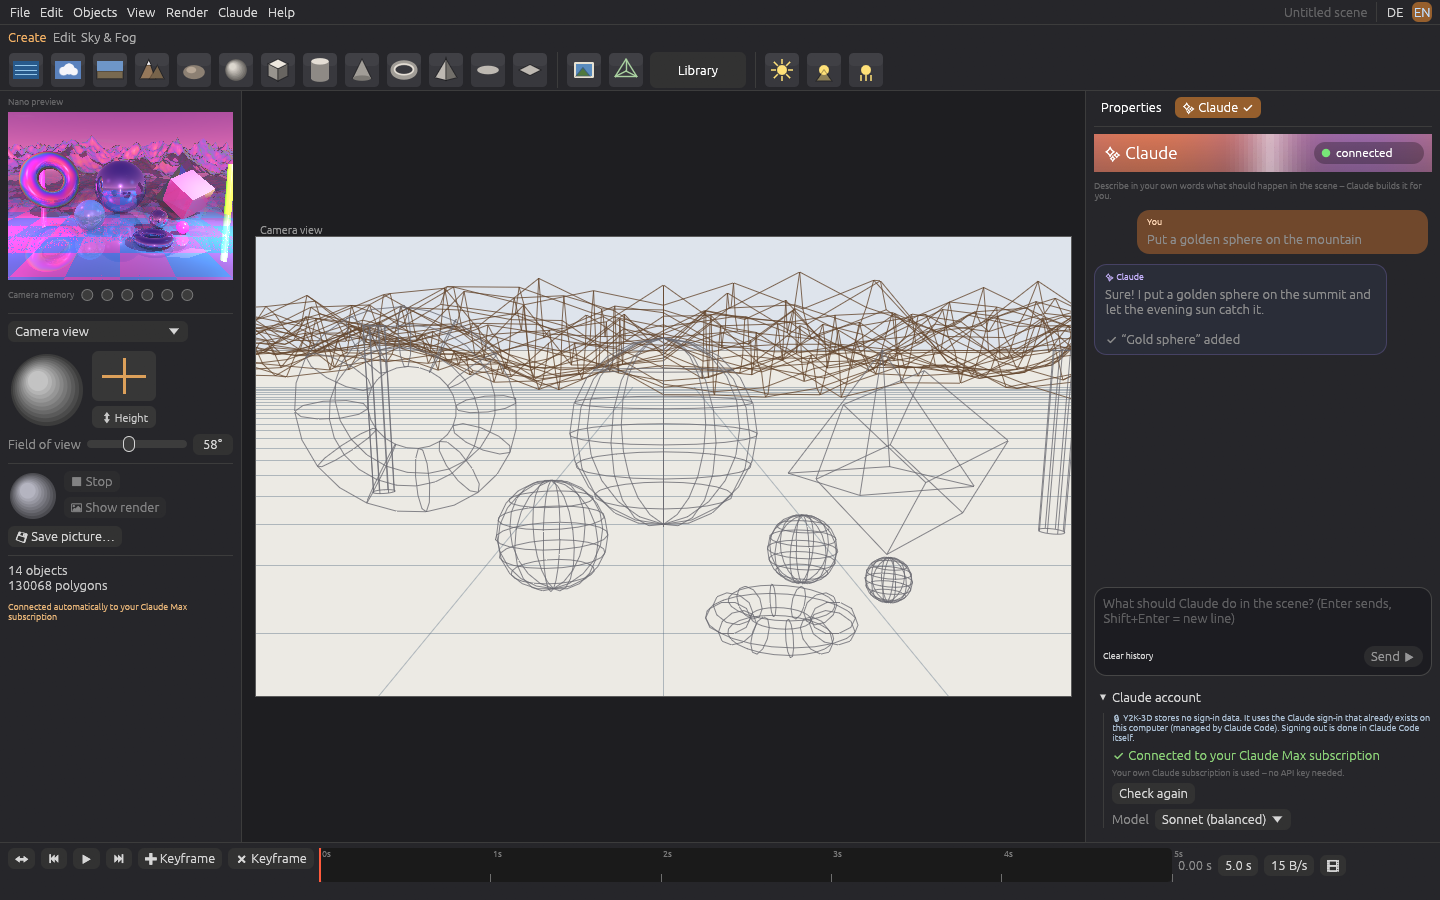 File Edit Objects View Render Claude Help
Untitled scene DE EN
Create Edit Sky & Fog
Library
Nano preview
Camera memory
Camera view
Height
Field of view 58°
Stop
Show render
Save picture…
14 objects
130068 polygons
Connected automatically to your Claude Max
subscription
Camera view
Properties Claude
Claude connected
Describe in your own words what should happen in the scene – Claude builds it for
you.
You
Put a golden sphere on the mountain
Claude
Sure! I put a golden sphere on the summit and
let the evening sun catch it.
✓ “Gold sphere” added
What should Claude do in the scene? (Enter sends,
Shift+Enter = new line)
Clear history Send
Claude account
Y2K-3D stores no sign-in data. It uses the Claude sign-in that already exists on
this computer (managed by Claude Code). Signing out is done in Claude Code
itself.
✓ Connected to your Claude Max subscription
Your own Claude subscription is used – no API key needed.
Check again
Model Sonnet (balanced)
Keyframe Keyframe
0s 1s 2s 3s 4s 5s
0.00 s 5.0 s 15 B/s